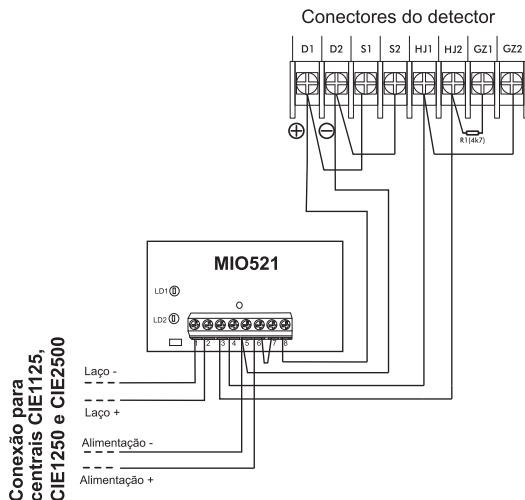 Conectores do detector
D1 D2 S1 S2 HJ1 HJ2 GZ1 GZ2
R1(4k7)
MIO521
LD1
LD2
1 2 3 4 5 6 7 8
Conexão para
centrais CIE1125,
CIE1250 e CIE2500
Laço -
Laço +
Alimentação -
Alimentação +